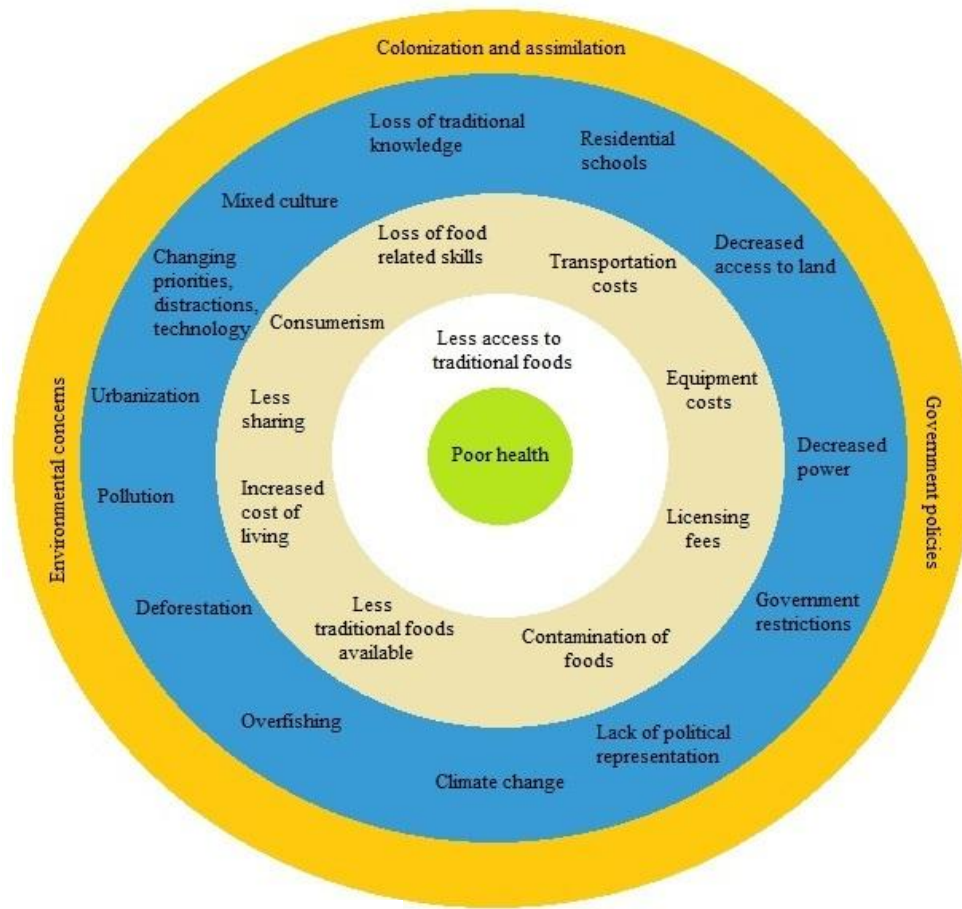 Colonization and assimilation
Loss of traditional
knowledge
Residential
schools
Mixed culture
Decreased
access to land
Changing
priorities,
distractions,
technology
Urbanization
Pollution
Deforestation
Overfishing
Climate change
Lack of political
representation
Government
restrictions
Decreased
power
Environmental concerns
Government policies
Loss of food
related skills
Transportation
costs
Consumerism
Equipment
costs
Less
sharing
Increased
cost of
living
Licensing
fees
Less
traditional foods
available
Contamination of
foods
Less access to
traditional foods
Poor health